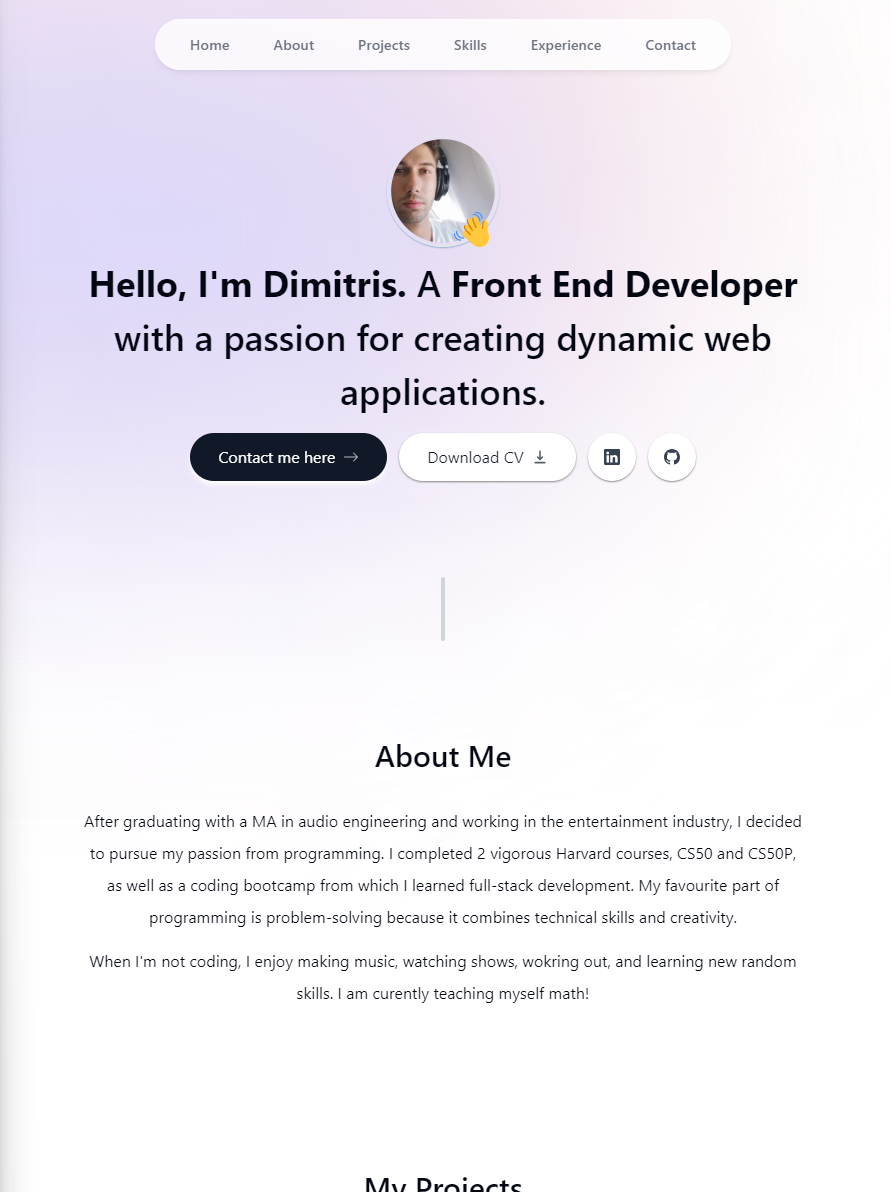 Home About Projects Skills Experience Contact
Hello, I'm Dimitris. A Front End Developer
with a passion for creating dynamic web
applications.
Contact me here Download CV in
About Me
After graduating with a MA in audio engineering and working in the entertainment industry, I decided
to pursue my passion from programming. I completed 2 vigorous Harvard courses, CS50 and CS50P,
as well as a coding bootcamp from which I learned full-stack development. My favourite part of
programming is problem-solving because it combines technical skills and creativity.
When I'm not coding, I enjoy making music, watching shows, wokring out, and learning new random
skills. I am curently teaching myself math!
My Projects